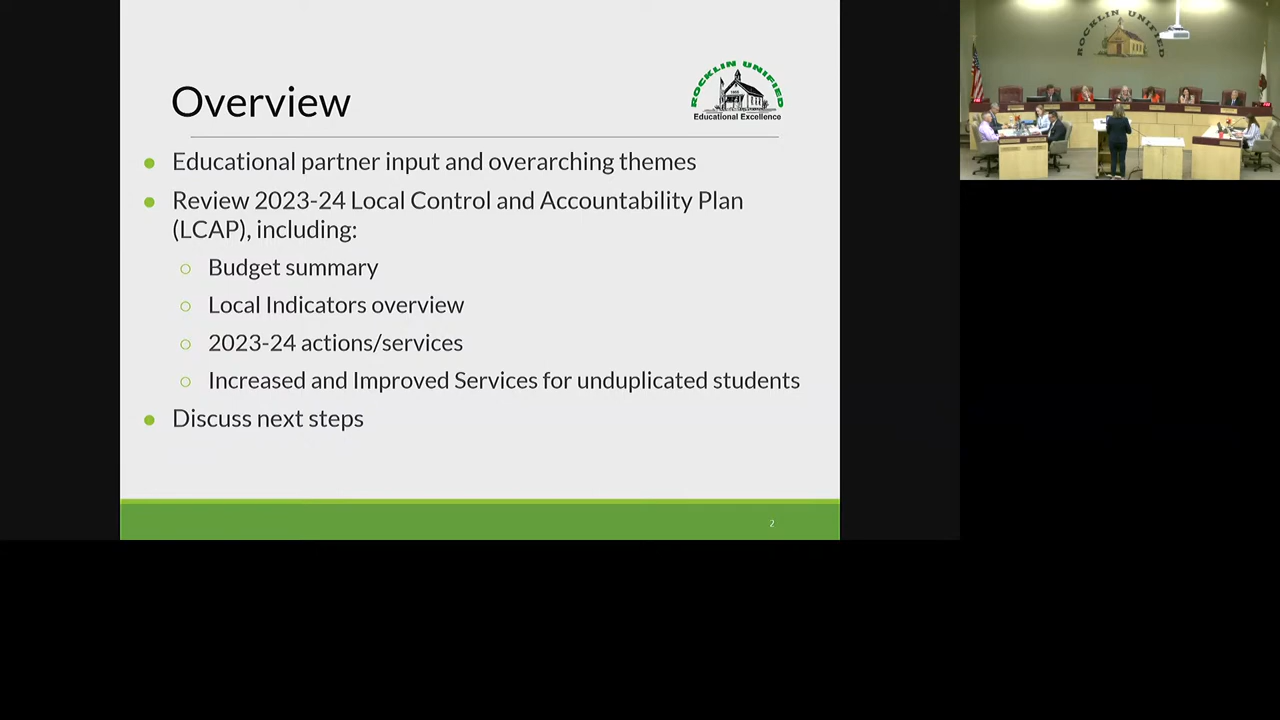 Overview
ROCKLIN UNIFIED
Educational Excellence
● Educational partner input and overarching themes
● Review 2023-24 Local Control and Accountability Plan
(LCAP), including:
○ Budget summary
○ Local Indicators overview
○ 2023-24 actions/services
○ Increased and Improved Services for unduplicated students
● Discuss next steps
2
ROCKLIN UNIFIED